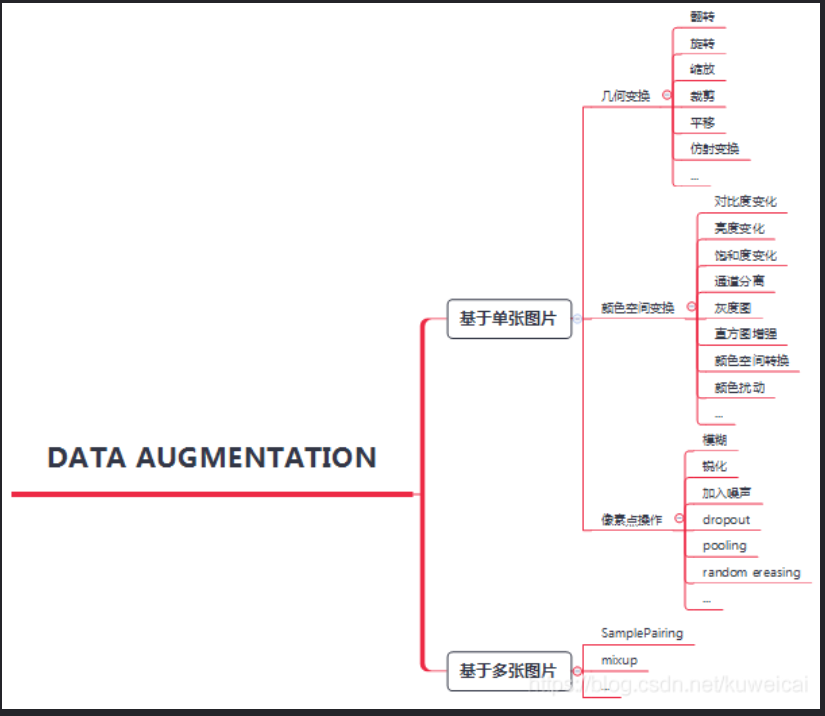 翻转
旋转
缩放
几何变换
裁剪
平移
仿射变换
...
对比度变化
亮度变化
饱和度变化
通道分离
基于单张图片
颜色空间变换
灰度图
直方图增强
颜色空间转换
颜色扰动
...
DATA AUGMENTATION
模糊
锐化
加入噪声
像素点操作
dropout
pooling
random ereasing
...
SamplePairing
mixup
基于多张图片
...
https://blog.csdn.net/kuweicai